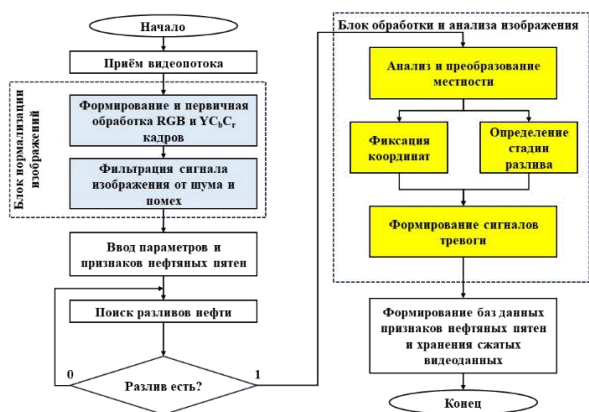 Начало
Приём видеопотока
Блок нормализации
изображений
Формирование и первичная
обработка RGB и YCbCr
кадров
Фильтрация сигнала
изображения от шума и
помех
Ввод параметров и
признаков нефтяных пятен
Поиск разливов нефти
0
Разлив есть?
1
Блок обработки и анализа изображения
Анализ и преобразование
местности
Фиксация
координат
Определение
стадии
разлива
Формирование сигналов
тревоги
Формирование баз данных
признаков нефтяных пятен
и хранения сжатых
видеоданных
Конец